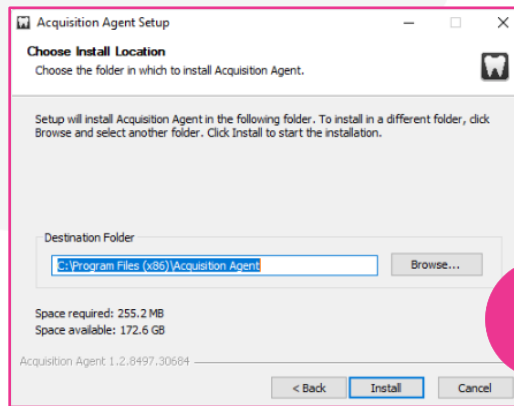 Acquisition Agent Setup
Choose Install Location
Choose the folder in which to install Acquisition Agent.
Setup will install Acquisition Agent in the following folder. To install in a different folder, click
Browse and select another folder. Click Install to start the installation.
Destination Folder
C:\Program Files (x86)\Acquisition Agent
Browse...
Space required: 255.2 MB
Space available: 172.6 GB
Acquisition Agent 1.2.8497.30684
< Back
Install
Cancel